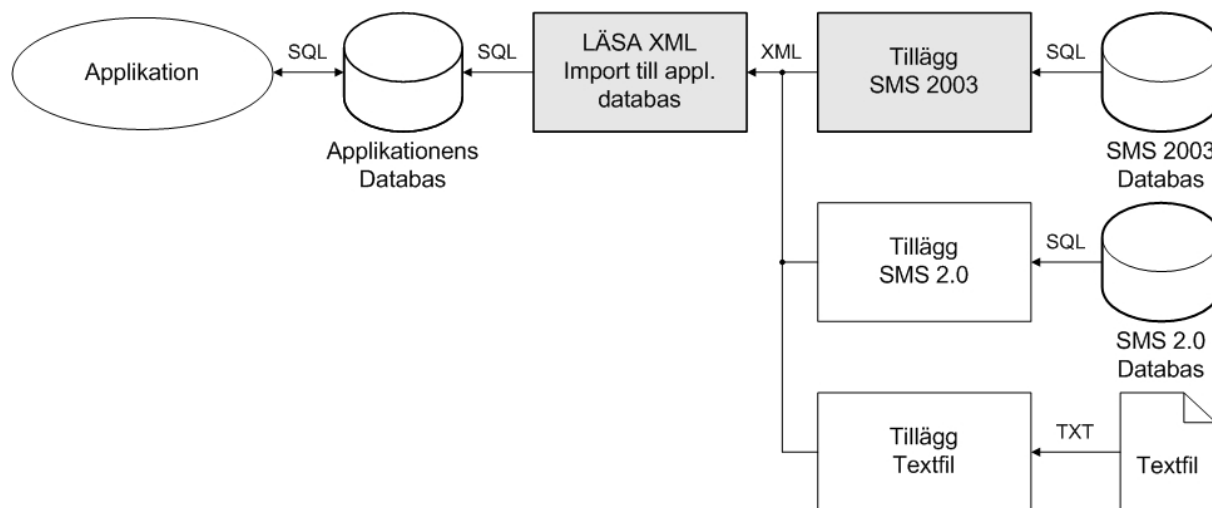 Applikation
SQL
Applikationens
Databas
SQL
LÄSA XML
Import till appl.
databas
XML
Tillägg
SMS 2003
SQL
SMS 2003
Databas
Tillägg
SMS 2.0
SQL
SMS 2.0
Databas
Tillägg
Textfil
TXT
Textfil